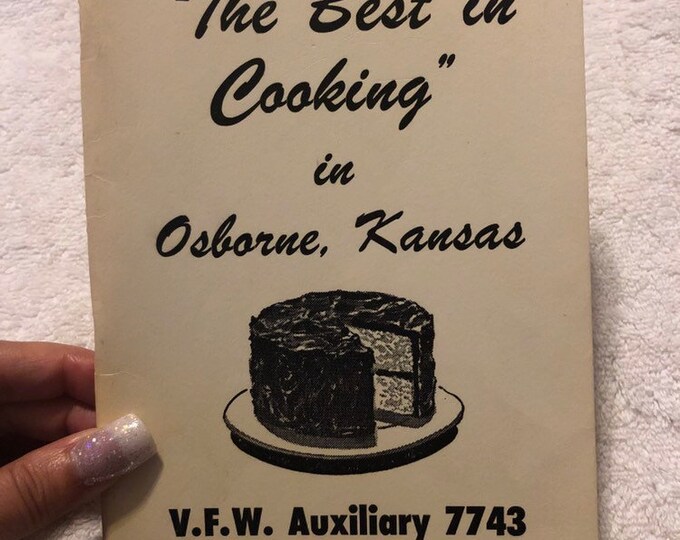 "The Best in
Cooking"
in
Osborne, Kansas
V.F.W. Auxiliary 7743